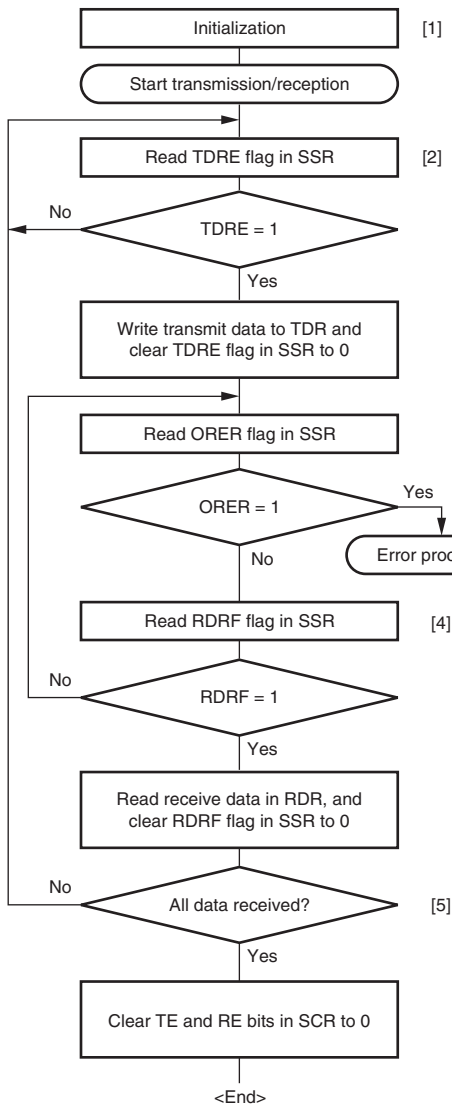 Initialization [1]
Start transmission/reception
Read TDRE flag in SSR [2]
No
TDRE = 1
Yes
Write transmit data to TDR and
clear TDRE flag in SSR to 0
Read ORER flag in SSR
Yes
ORER = 1
Error
No
Read RDRF flag in SSR [4]
No
RDRF = 1
Yes
Read receive data in RDR, and
clear RDRF flag in SSR to 0
No
All data received? [5]
Yes
Clear TE and RE bits in SCR to 0
<End>